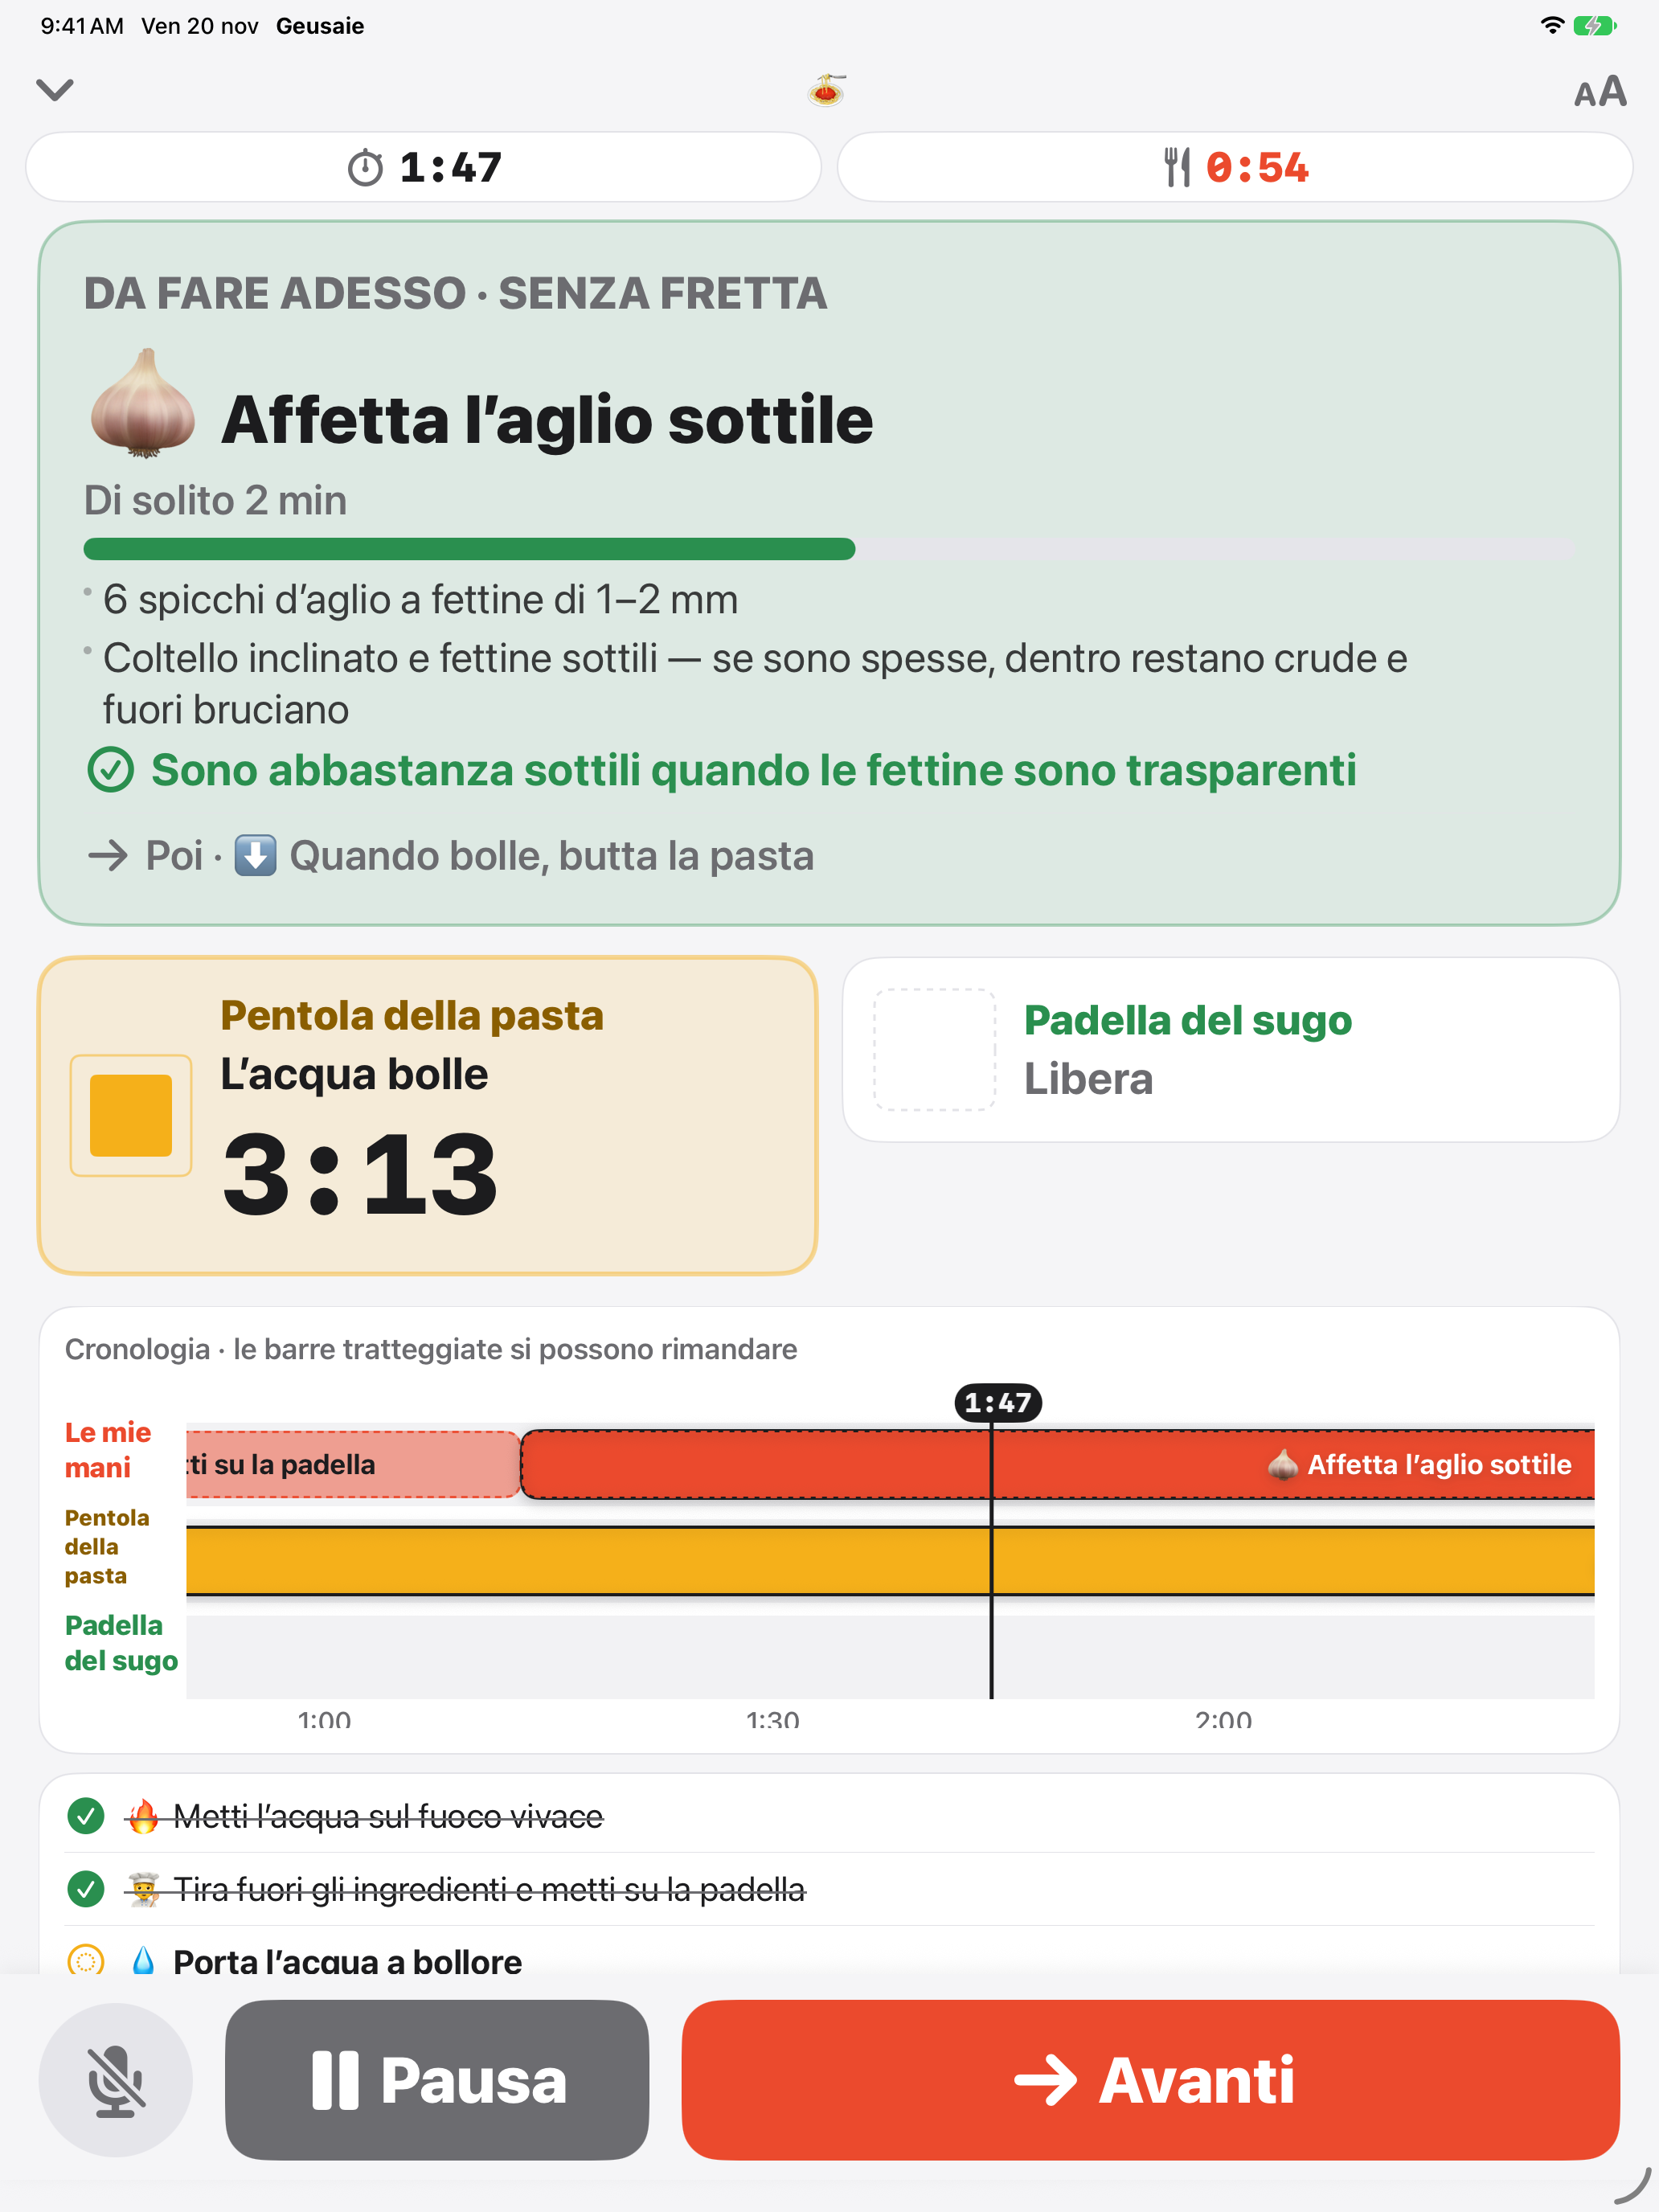 9:41 AM Ven 20 nov Geusaie
AA
1:47
0:54
DA FARE ADESSO · SENZA FRETTA
Affetta l’aglio sottile
Di solito 2 min
• 6 spicchi d’aglio a fettine di 1–2 mm
• Coltello inclinato e fettine sottili — se sono spesse, dentro restano crude e
fuori bruciano
Sono abbastanza sottili quando le fettine sono trasparenti
→ Poi · ⬇️ Quando bolle, butta la pasta
Pentola della pasta
L’acqua bolle
3:13
Padella del sugo
Libera
Cronologia · le barre tratteggiate si possono rimandare
1:47
Le mie
mani
ti su la padella
Affetta l’aglio sottile
Pentola
della
pasta
Padella
del sugo
1:00
1:30
2:00
Metti l’acqua sul fuoco vivace
Tira fuori gli ingredienti e metti su la padella
Porta l’acqua a bollore
Pausa
→ Avanti